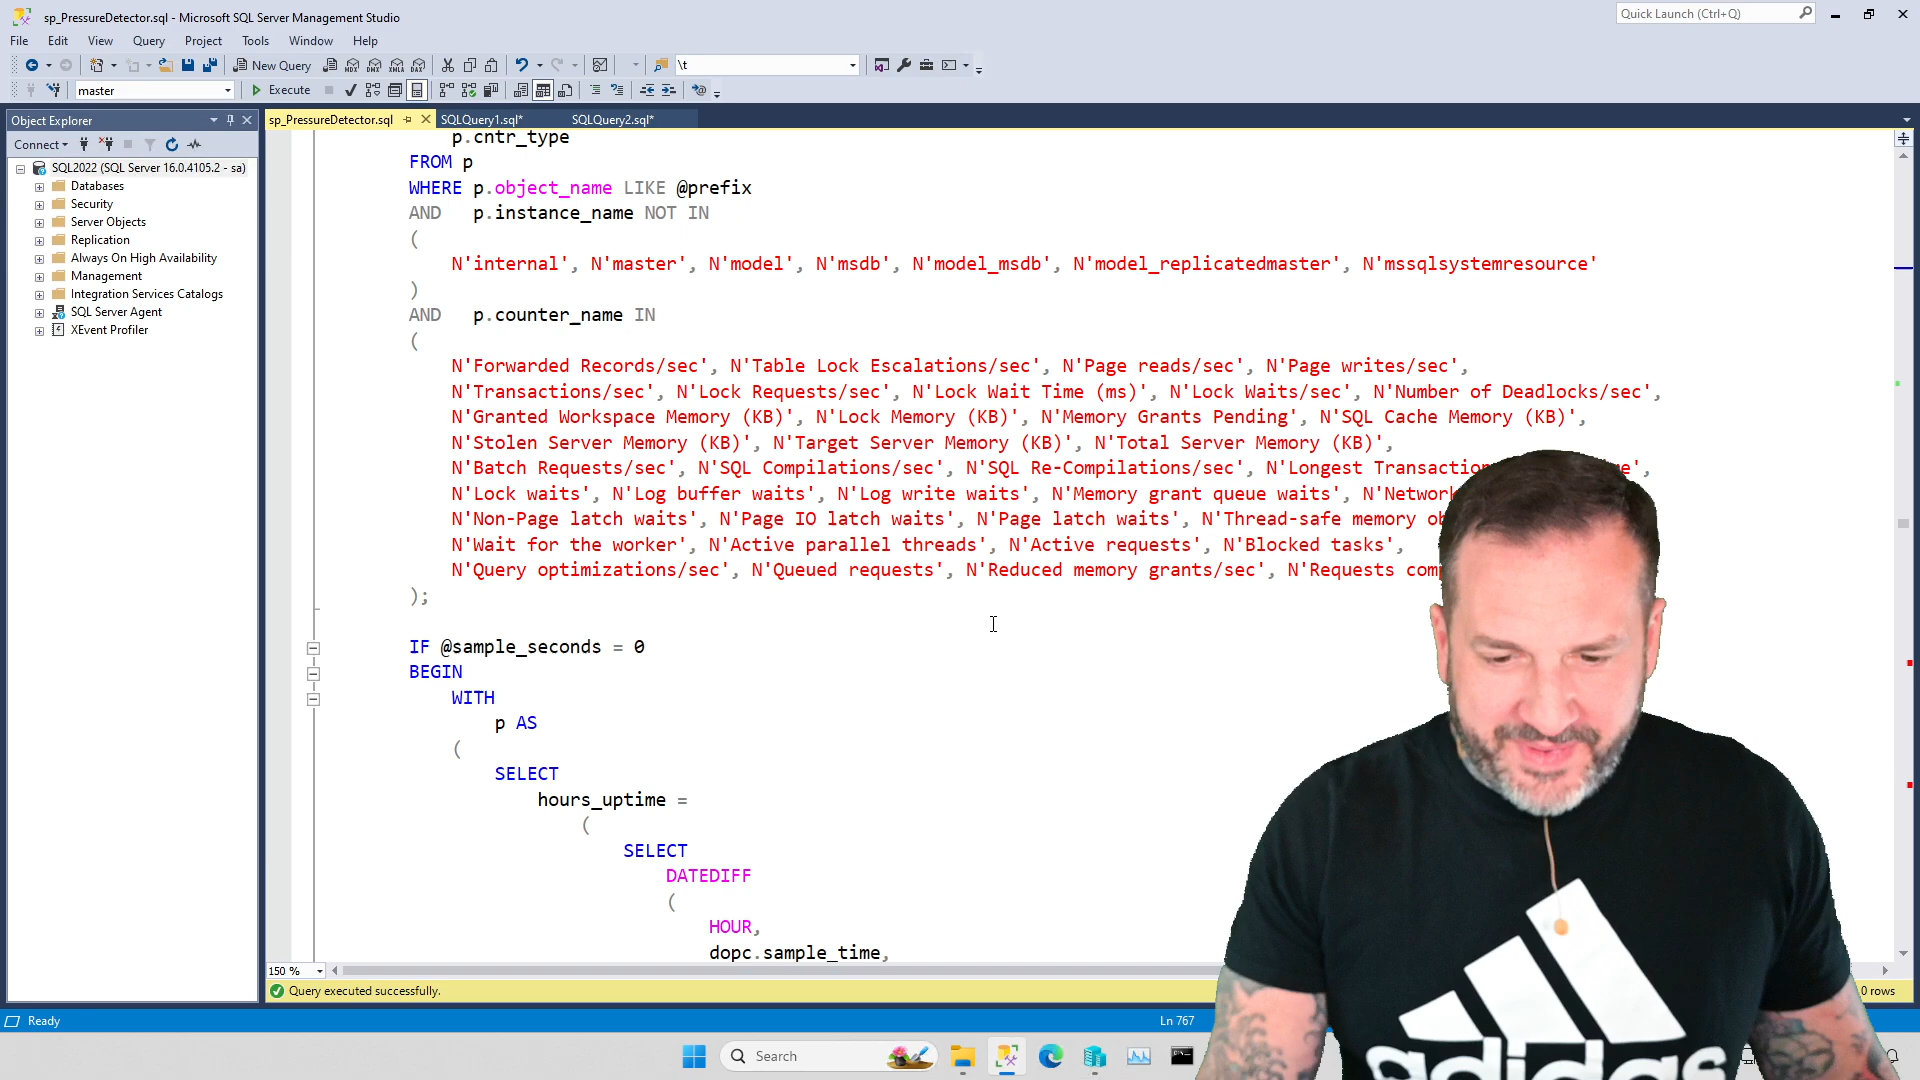 sp_PressureDetector.sql - Microsoft SQL Server Management Studio
Quick Launch (Ctrl+Q)
File Edit View Query Project Tools Window Help
New Query
MDX DMX XMLA DAX
\t
master
Execute
Object Explorer
sp_PressureDetector.sql
SQLQuery1.sql*
SQLQuery2.sql*
Connect
SQL2022 (SQL Server 16.0.4105.2 - sa)
Databases
Security
Server Objects
Replication
Always On High Availability
Management
Integration Services Catalogs
SQL Server Agent
XEvent Profiler
p.cntr_type
FROM p
WHERE p.object_name LIKE @prefix
AND p.instance_name NOT IN
(
N'internal', N'master', N'model', N'msdb', N'model_msdb', N'model_replicatedmaster', N'mssqlsystemresource'
)
AND p.counter_name IN
(
N'Forwarded Records/sec', N'Table Lock Escalations/sec', N'Page reads/sec', N'Page writes/sec',
N'Transactions/sec', N'Lock Requests/sec', N'Lock Wait Time (ms)', N'Lock Waits/sec', N'Number of Deadlocks/sec',
N'Granted Workspace Memory (KB)', N'Lock Memory (KB)', N'Memory Grants Pending', N'SQL Cache Memory (KB)',
N'Stolen Server Memory (KB)', N'Target Server Memory (KB)', N'Total Server Memory (KB)',
N'Batch Requests/sec', N'SQL Compilations/sec', N'SQL Re-Compilations/sec', N'Longest
N'Lock waits', N'Log buffer waits', N'Log write waits', N'Memory grant queue waits',
N'Non-Page latch waits', N'Page IO latch waits', N'Page latch waits', N'Thread-safe memory
N'Wait for the worker', N'Active parallel threads', N'Active requests', N'Blocked tasks',
N'Query optimizations/sec', N'Queued requests', N'Reduced memory grants/sec', N'Requests
);
IF @sample_seconds = 0
BEGIN
WITH
p AS
(
SELECT
hours_uptime =
(
SELECT
DATEDIFF
(
HOUR,
dopc.sample_time,
150 %
Query executed successfully.
0 rows
Ready
Ln 767
Search
adidas